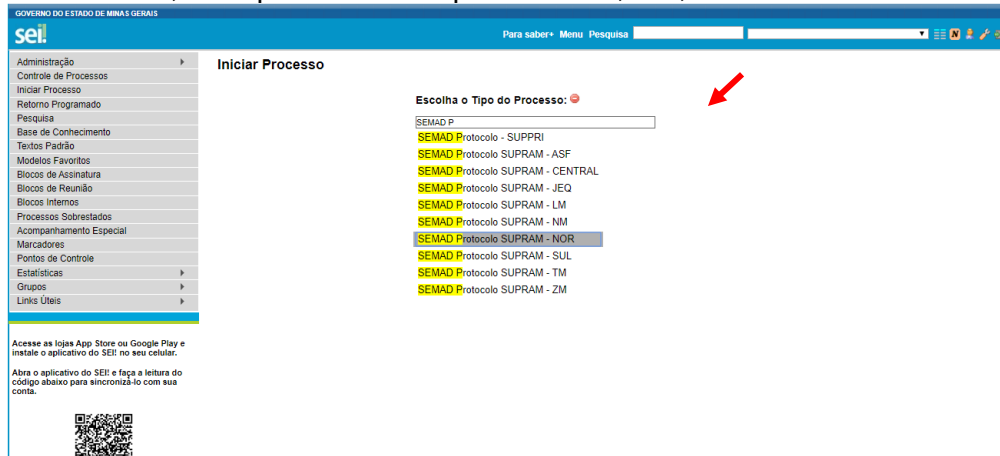 GOVERNO DO ESTADO DE MINAS GERAIS
sei!
Para saber+ Menu Pesquisa
Administração
Controle de Processos
Iniciar Processo
Retorno Programado
Pesquisa
Base de Conhecimento
Textos Padrão
Modelos Favoritos
Blocos de Assinatura
Blocos de Reunião
Blocos Internos
Processos Sobrestados
Acompanhamento Especial
Marcadores
Pontos de Controle
Estatísticas
Grupos
Links Úteis
Acesse as lojas App Store ou Google Play e
instale o aplicativo do SEI! no seu celular.
Abra o aplicativo do SEI! e faça a leitura do
código abaixo para sincronizá-lo com sua
conta.
Iniciar Processo
Escolha o Tipo do Processo:
SEMAD P
SEMAD Protocolo - SUPPRI
SEMAD Protocolo SUPRAM - ASF
SEMAD Protocolo SUPRAM - CENTRAL
SEMAD Protocolo SUPRAM - JEQ
SEMAD Protocolo SUPRAM - LM
SEMAD Protocolo SUPRAM - NM
SEMAD Protocolo SUPRAM - NOR
SEMAD Protocolo SUPRAM - SUL
SEMAD Protocolo SUPRAM - TM
SEMAD Protocolo SUPRAM - ZM